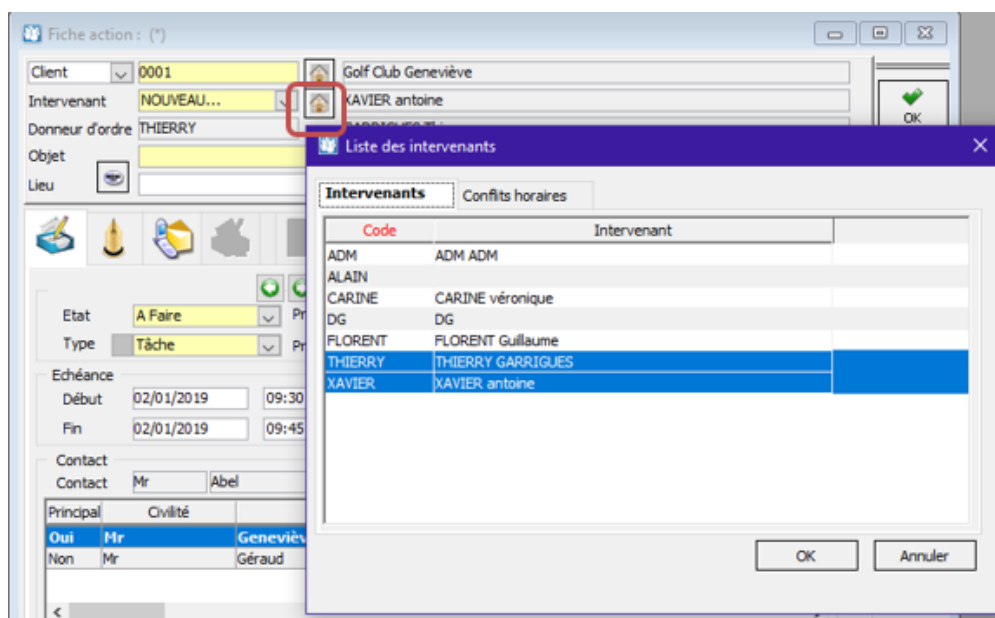 Fiche action : (*)
Client 0001 Golf Club Geneviève
Intervenant NOUVEAU... XAVIER antoine
Donneur d'ordre THIERRY
OK
Objet
Lieu
Liste des intervenants
Intervenants Conflits horaires
Code Intervenant
ADM ADM ADM
ALAIN
CARINE CARINE véronique
DG DG
FLORENT FLORENT Guillaume
THIERRY THIERRY GARRIGUES
XAVIER XAVIER antoine
OK Annuler
Etat A Faire Pr
Type Tâche Pr
Echéance
Début 02/01/2019 09:30
Fin 02/01/2019 09:45
Contact
Contact Mr Abel
Principal Civilité
Oui Mr Genevièv
Non Mr Géraud